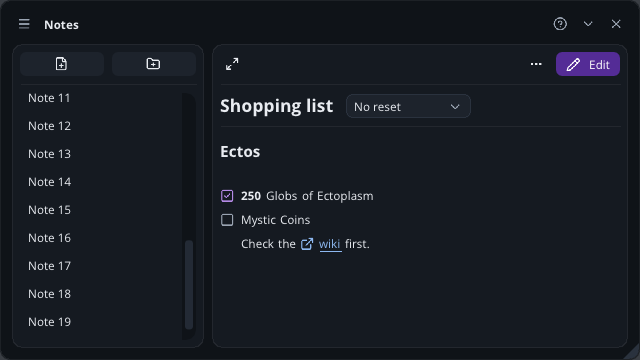 Notes
Edit
Note 11
Note 12
Note 13
Note 14
Note 15
Note 16
Note 17
Note 18
Note 19
Shopping list
No reset
Ectos
250 Globs of Ectoplasm
Mystic Coins
Check the wiki first.